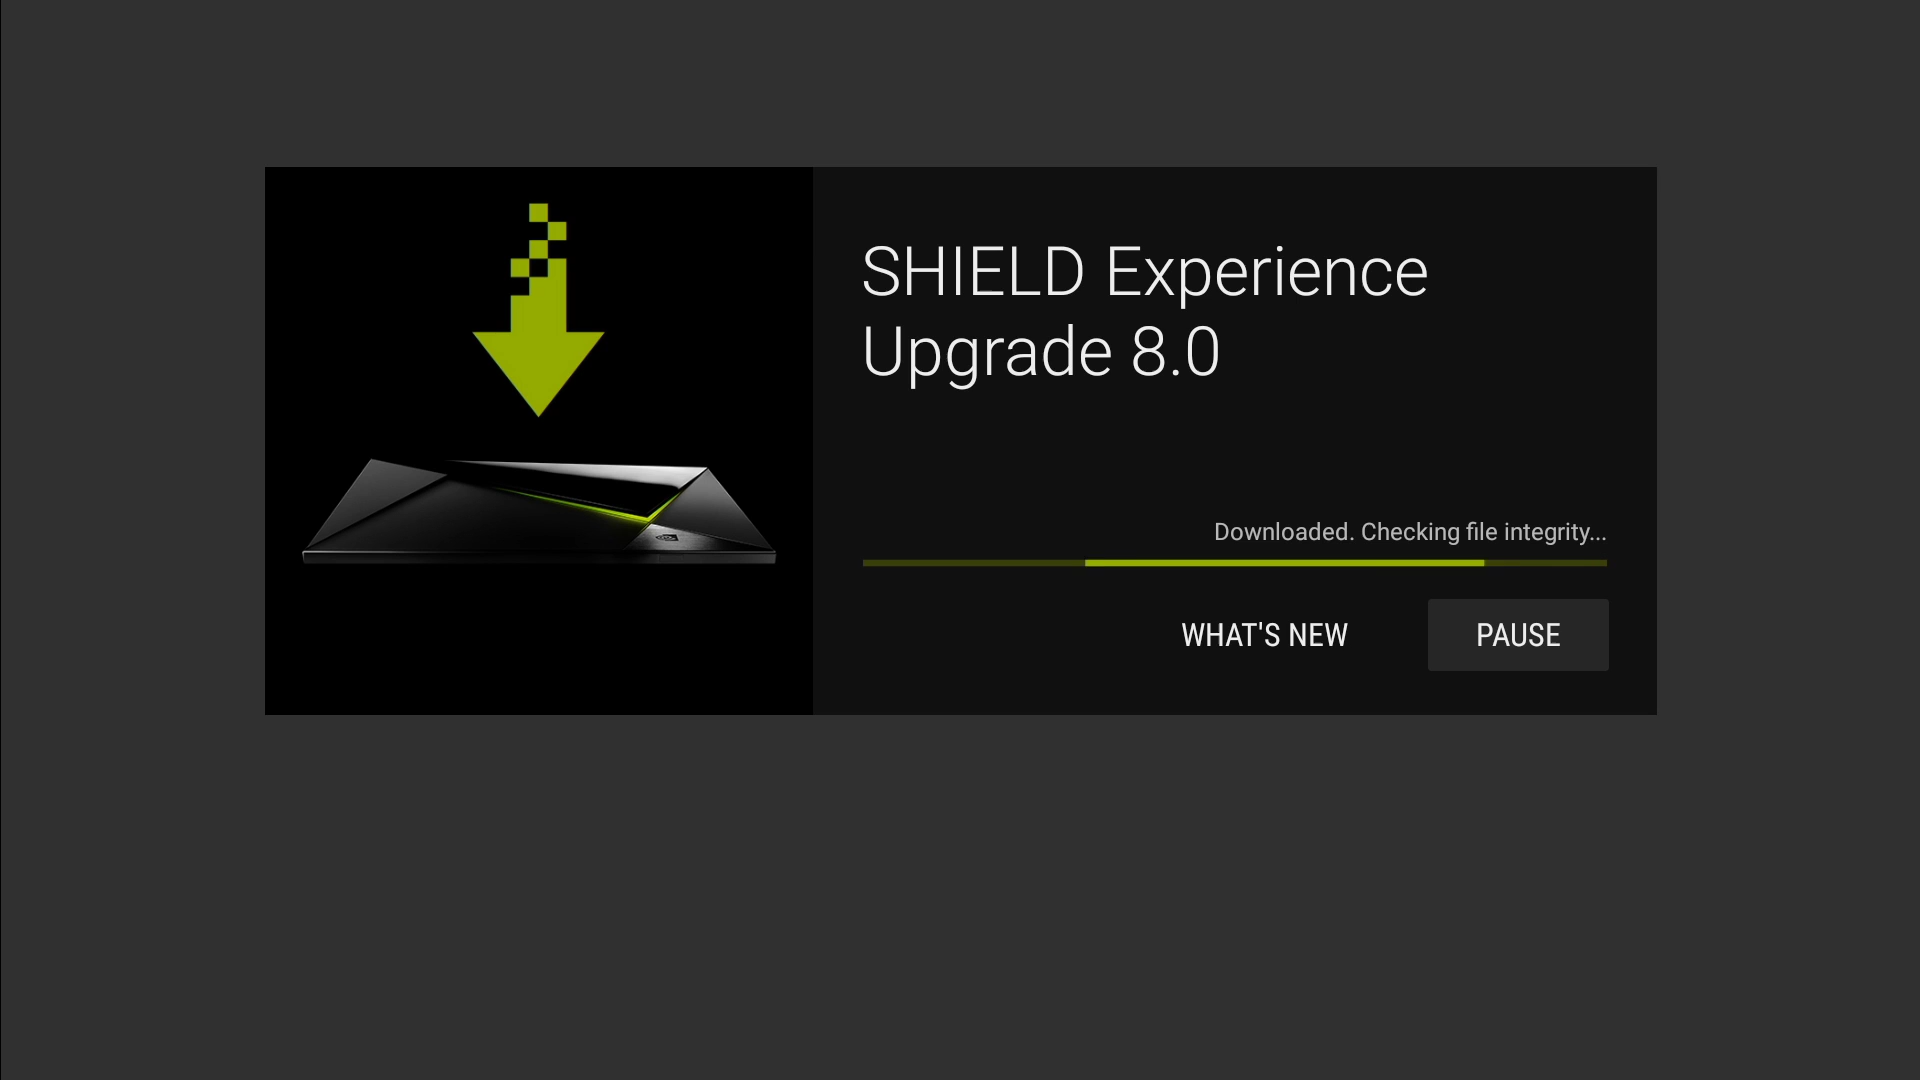 SHIELD Experience
Upgrade 8.0
Downloaded. Checking file integrity...
WHAT'S NEW
PAUSE